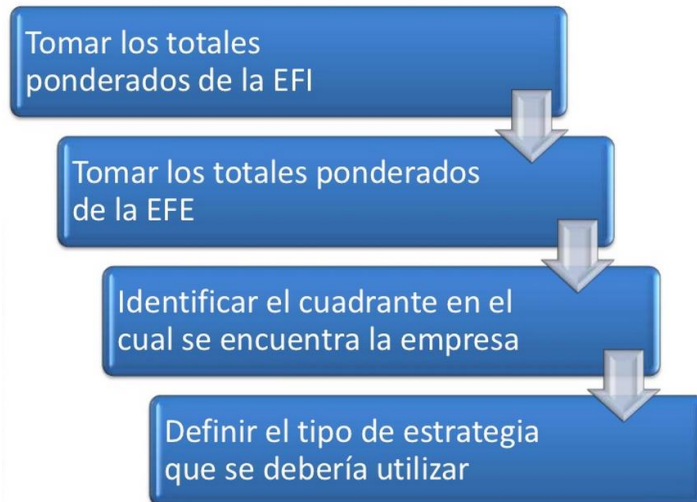 Tomar los totales
ponderados de la EFI
Tomar los totales ponderados
de la EFE
Identificar el cuadrante en el
cual se encuentra la empresa
Definir el tipo de estrategia
que se debería utilizar